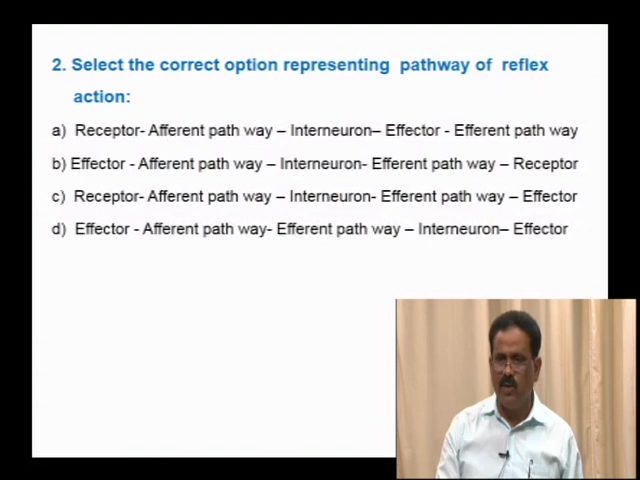 2. Select the correct option representing pathway of reflex
action:
a) Receptor- Afferent path way – Interneuron– Effector - Efferent path way
b) Effector - Afferent path way – Interneuron- Efferent path way – Receptor
c) Receptor- Afferent path way – Interneuron- Efferent path way – Effector
d) Effector - Afferent path way- Efferent path way – Interneuron– Effector